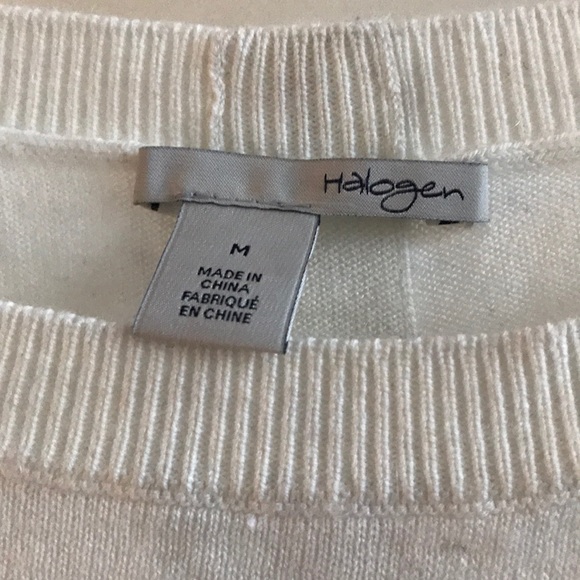 Halogen
M
MADE IN
CHINA
FABRIQUÉ
EN CHINE